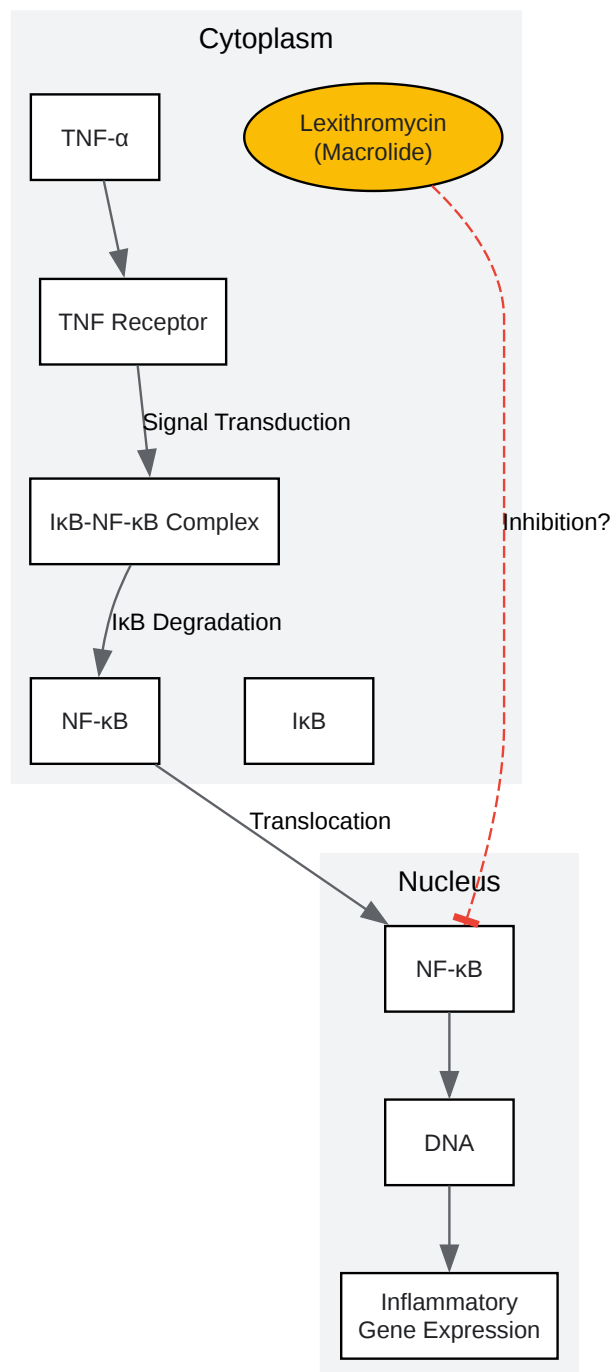 Cytoplasm
TNF-α
Lexithromycin
(Macrolide)
TNF Receptor
Signal Transduction
IκB-NF-κB Complex
Inhibition?
IκB Degradation
NF-κB
IκB
Translocation
Nucleus
NF-κB
DNA
Inflammatory
Gene Expression